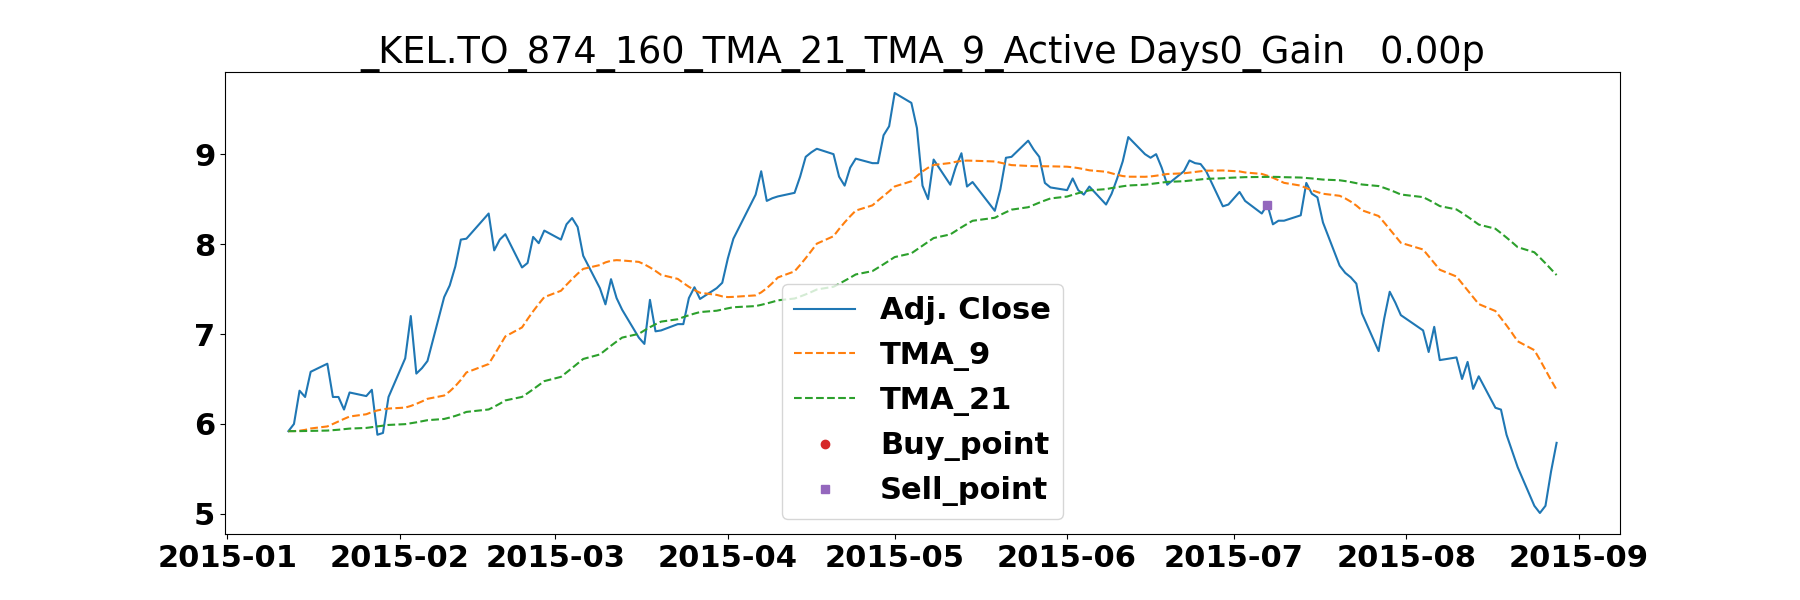 _KEL.TO_874_160_TMA_21_TMA_9_Active Days0_Gain   0.00p
9
8
7
6
5
Adj. Close
TMA_9
TMA_21
Buy_point
Sell_point
2015-01 2015-02 2015-03 2015-04 2015-05 2015-06 2015-07 2015-08 2015-09